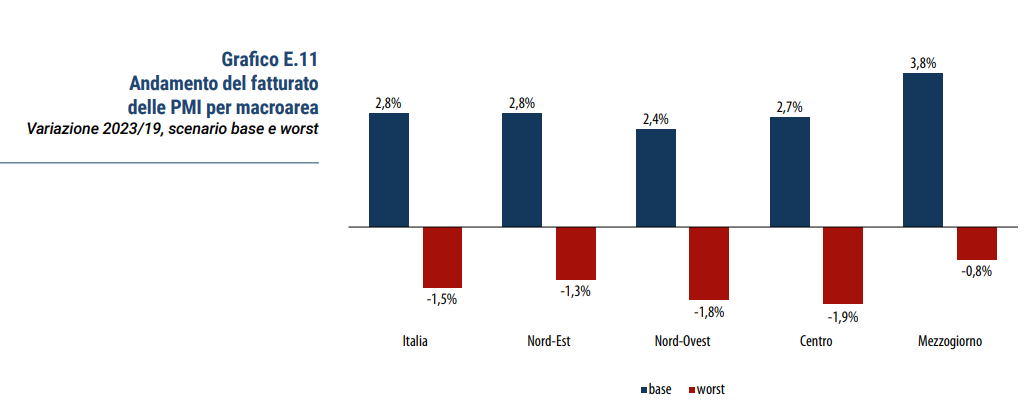 Grafico E.11
Andamento del fatturato
delle PMI per macroarea
Variazione 2023/19, scenario base e worst
3,8%
2,8%
2,8%
2,4%
2,7%
-1,5%
-1,3%
-1,8%
-1,9%
-0,8%
Italia
Nord-Est
Nord-Ovest
Centro
Mezzogiorno
base
worst